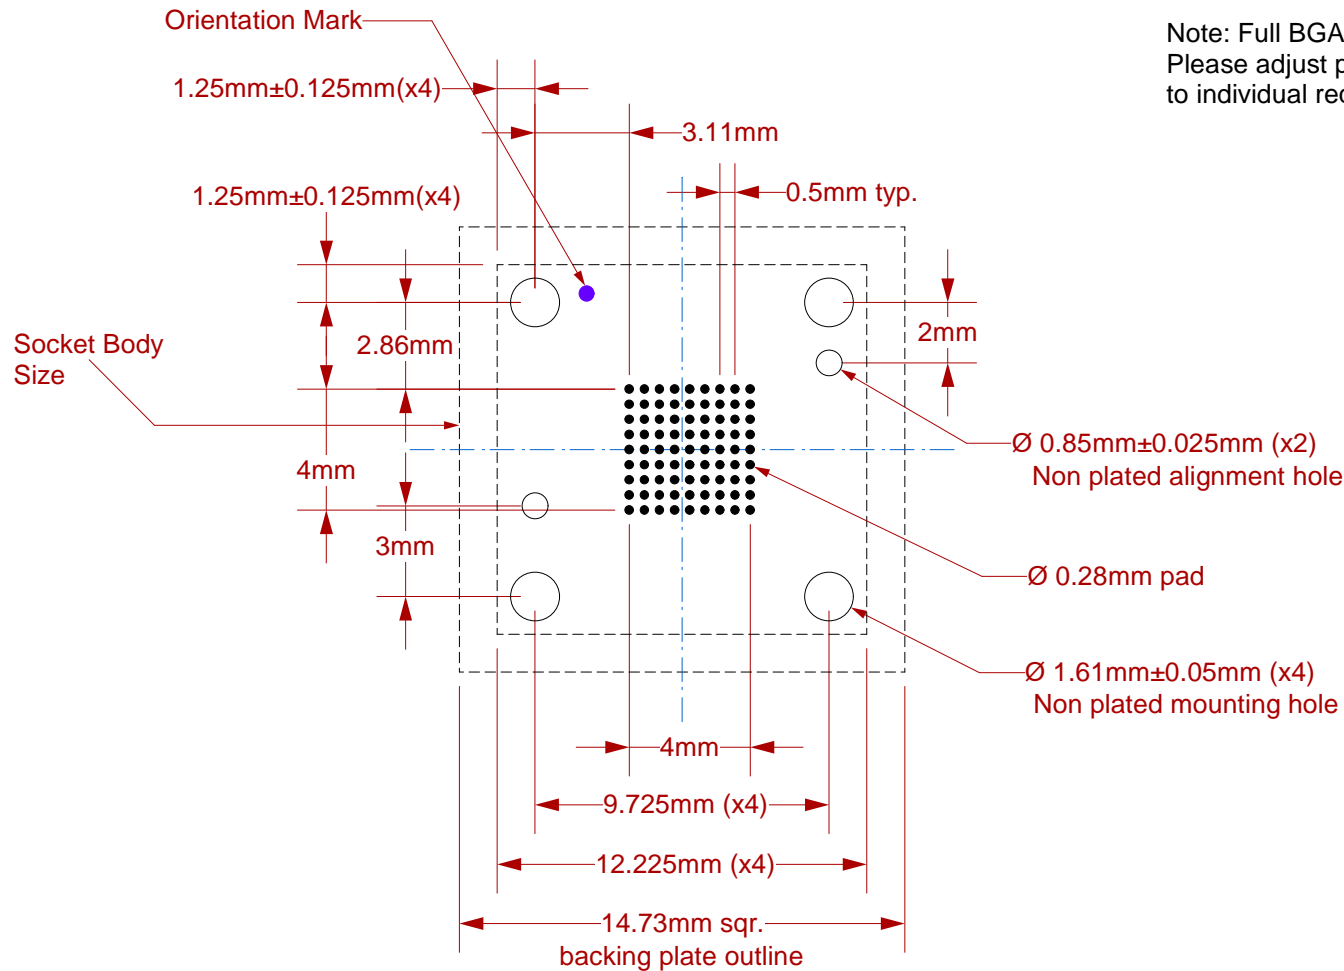 Orientation Mark
Note: Full BGA
Please adjust p
to individual rec
1.25mm±0.125mm(x4)
3.11mm
1.25mm±0.125mm(x4)
0.5mm typ.
Socket Body
Size
2.86mm
2mm
Ø 0.85mm±0.025mm (x2)
Non plated alignment hole
4mm
3mm
Ø 0.28mm pad
Ø 1.61mm±0.05mm (x4)
Non plated mounting hole
4mm
9.725mm (x4)
12.225mm (x4)
14.73mm sqr.
backing plate outline